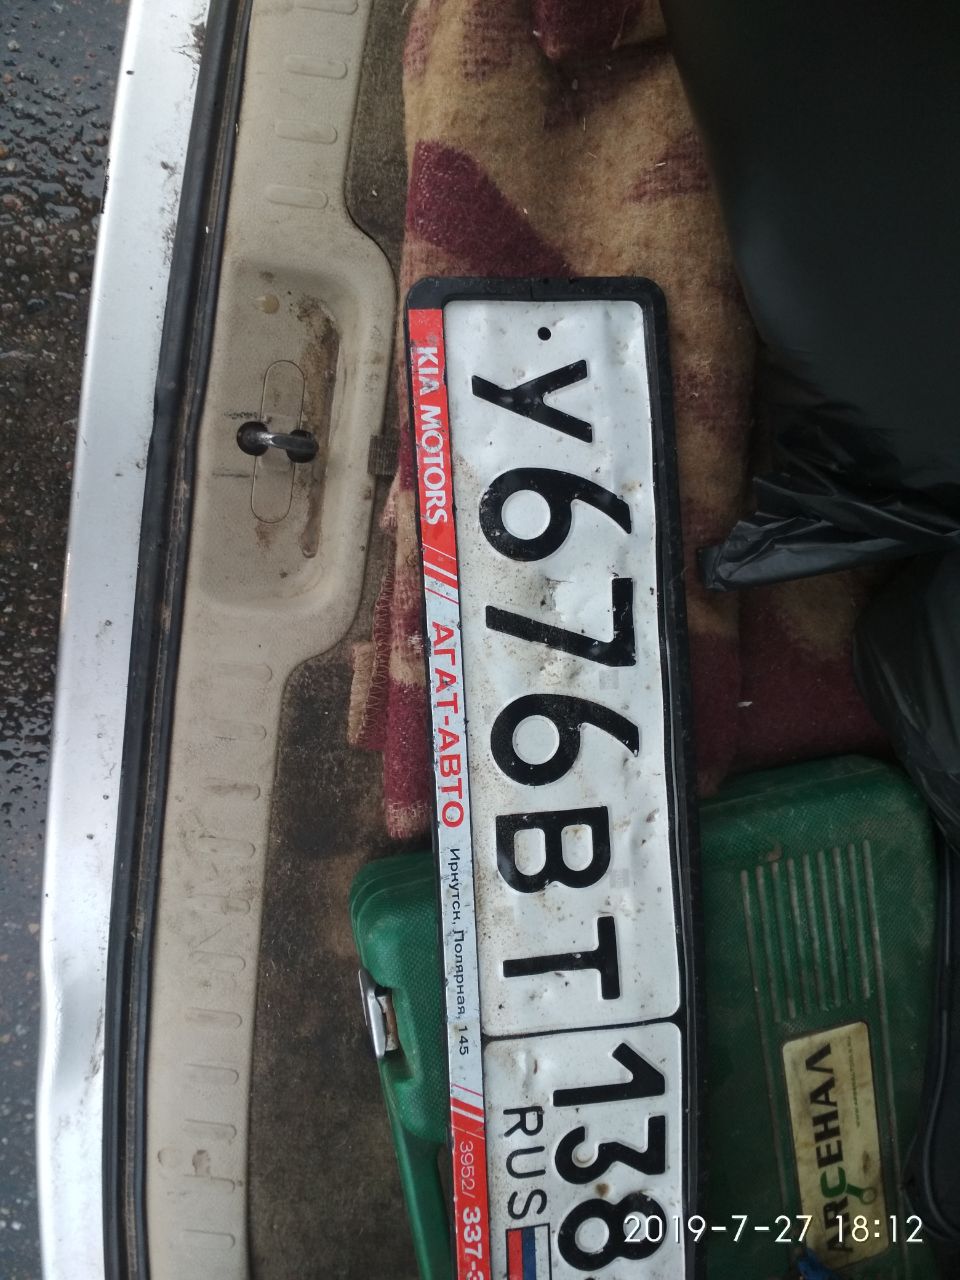 У676ВТ
138
RUS
KIA MOTORS /// АГАТ-АВТО Иркутск, Полярная, 145 /// 3952/ 337-3
АРСЕНАЛ
2019-7-27 18:12